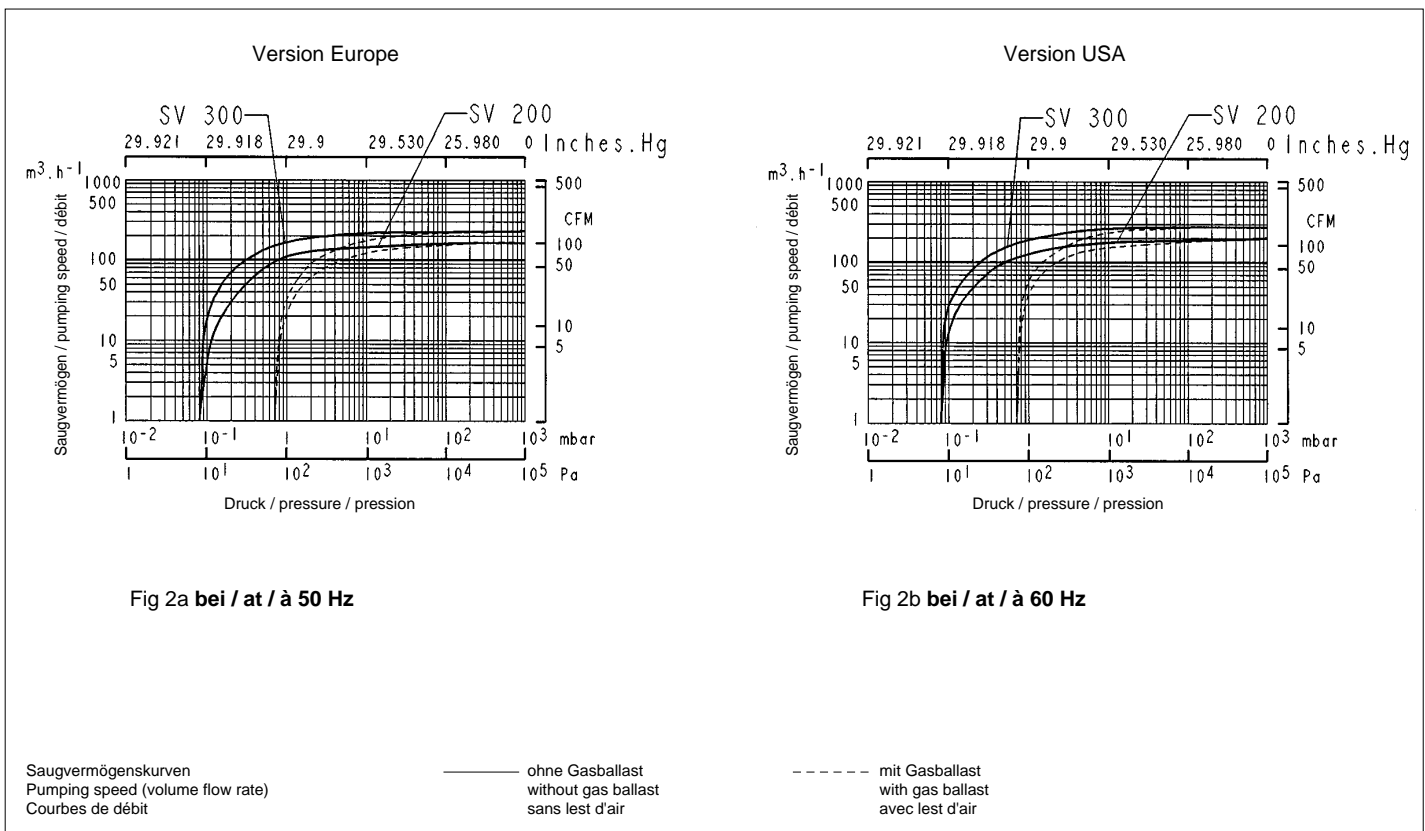 Version Europe
SV 300
SV 200
29.921 29.918 29.9 29.530 25.980 0 Inches.Hg
m³.h-1
1000
500
100
50
10
5
1
500
CFM
100
50
10
5
Saugvermögen / pumping speed / débit
10-2 10-1 1 10¹ 10² 10³ mbar
1 10¹ 10² 10³ 10⁴ 10⁵ Pa
Druck / pressure / pression
Fig 2a bei / at / à 50 Hz
Version USA
SV 300
SV 200
29.921 29.918 29.9 29.530 25.980 0 Inches.Hg
m³.h-1
1000
500
100
50
10
5
1
500
CFM
100
50
10
5
Saugvermögen / pumping speed / débit
10-2 10-1 1 10¹ 10² 10³ mbar
1 10¹ 10² 10³ 10⁴ 10⁵ Pa
Druck / pressure / pression
Fig 2b bei / at / à 60 Hz
Saugvermögenskurven
Pumping speed (volume flow rate)
Courbes de débit
ohne Gasballast
without gas ballast
sans lest d'air
mit Gasballast
with gas ballast
avec lest d'air